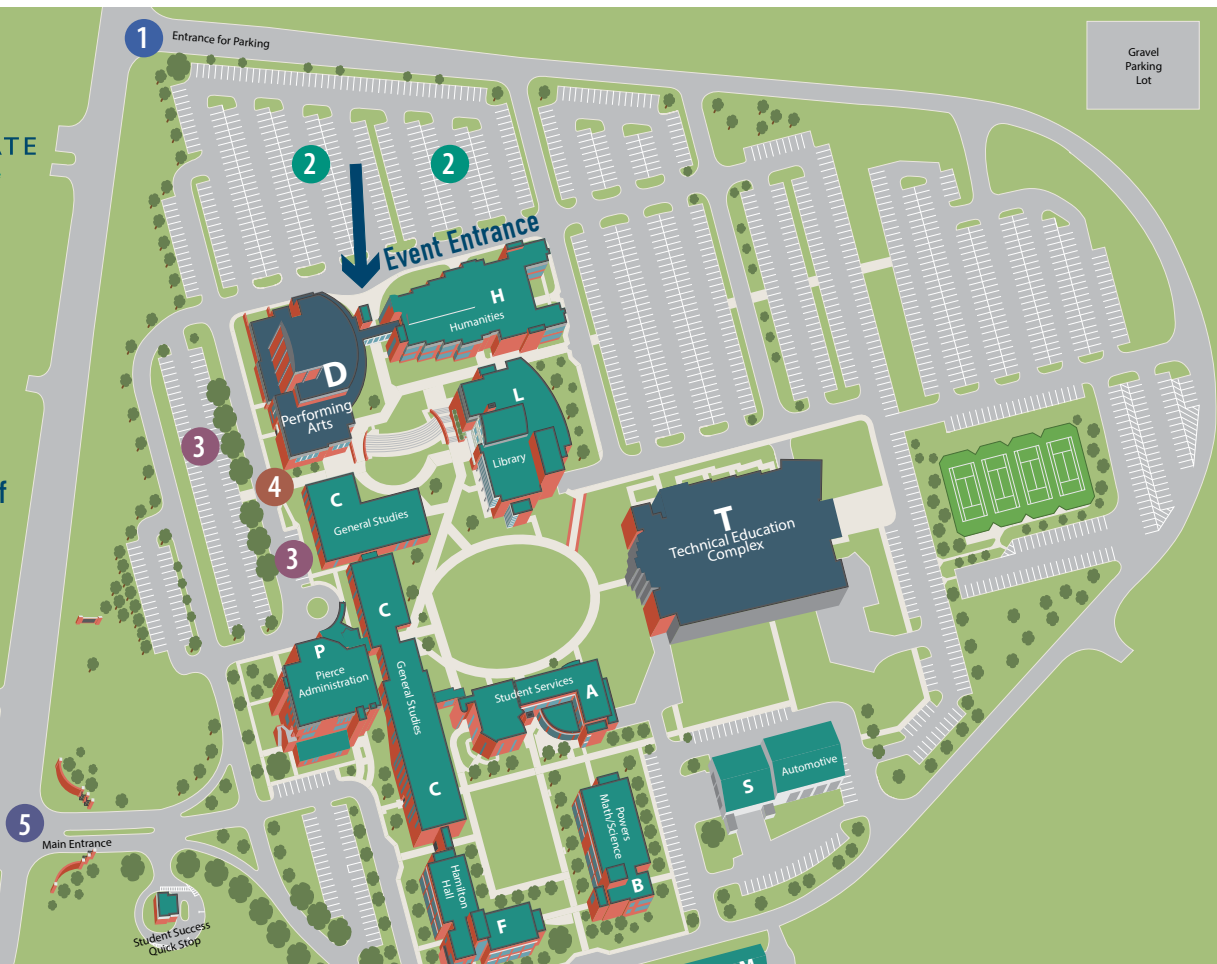 1
Entrance for Parking
Gravel
Parking
Lot
ATE
2
2
Event Entrance
H
Humanities
D
Performing
Arts
L
Library
3
4
f
C
General Studies
T
Technical Education
Complex
3
C
P
Pierce
Administration
General Studies
Student Services
A
C
S
Automotive
Powers
Math/Science
B
5
Main Entrance
Hamilton
Hall
F
Student Success
Quick Stop
M